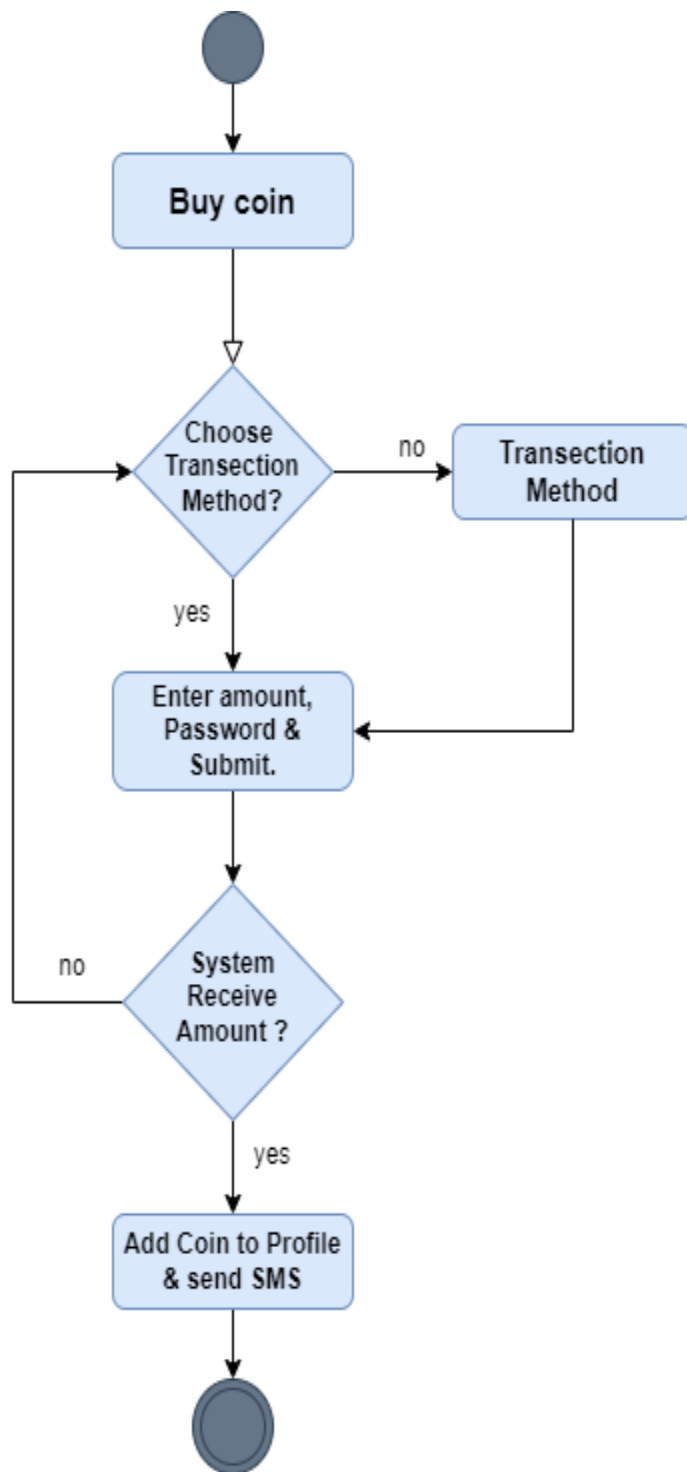 Buy coin
Choose
Transection
Method?
no
Transection
Method
yes
Enter amount,
Password &
Submit.
no
System
Receive
Amount ?
yes
Add Coin to Profile
& send SMS